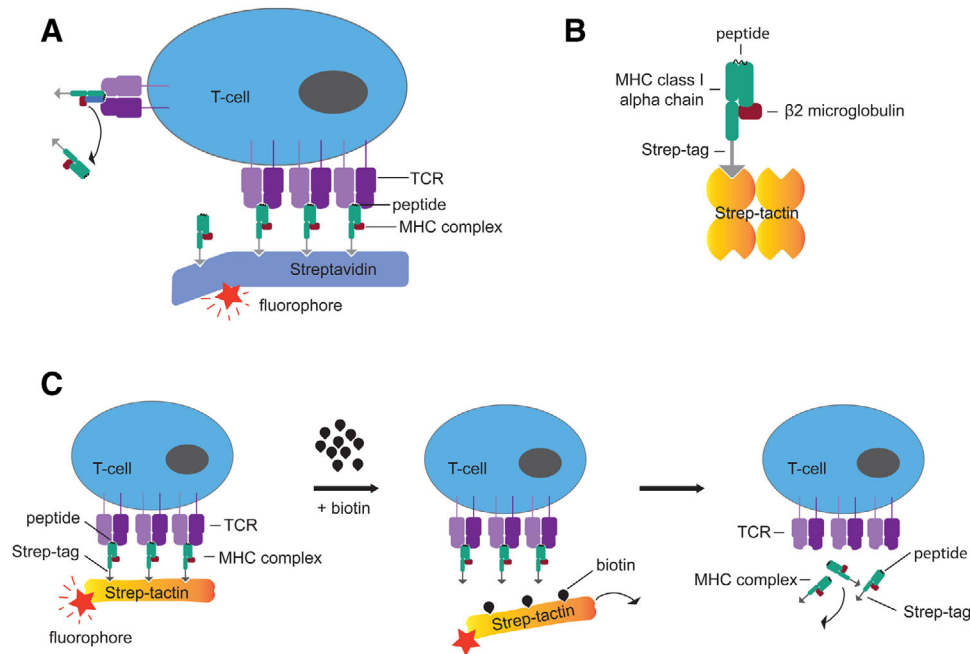 A
T-cell
TCR
peptide
MHC complex
Streptavidin
fluorophore
B
peptide
MHC class I
alpha chain
β2 microglobulin
Strep-tag
Strep-tactin
C
T-cell
peptide
TCR
Strep-tag
MHC complex
Strep-tactin
fluorophore
+ biotin
T-cell
biotin
Strep-tactin
T-cell
TCR
peptide
MHC complex
Strep-tag